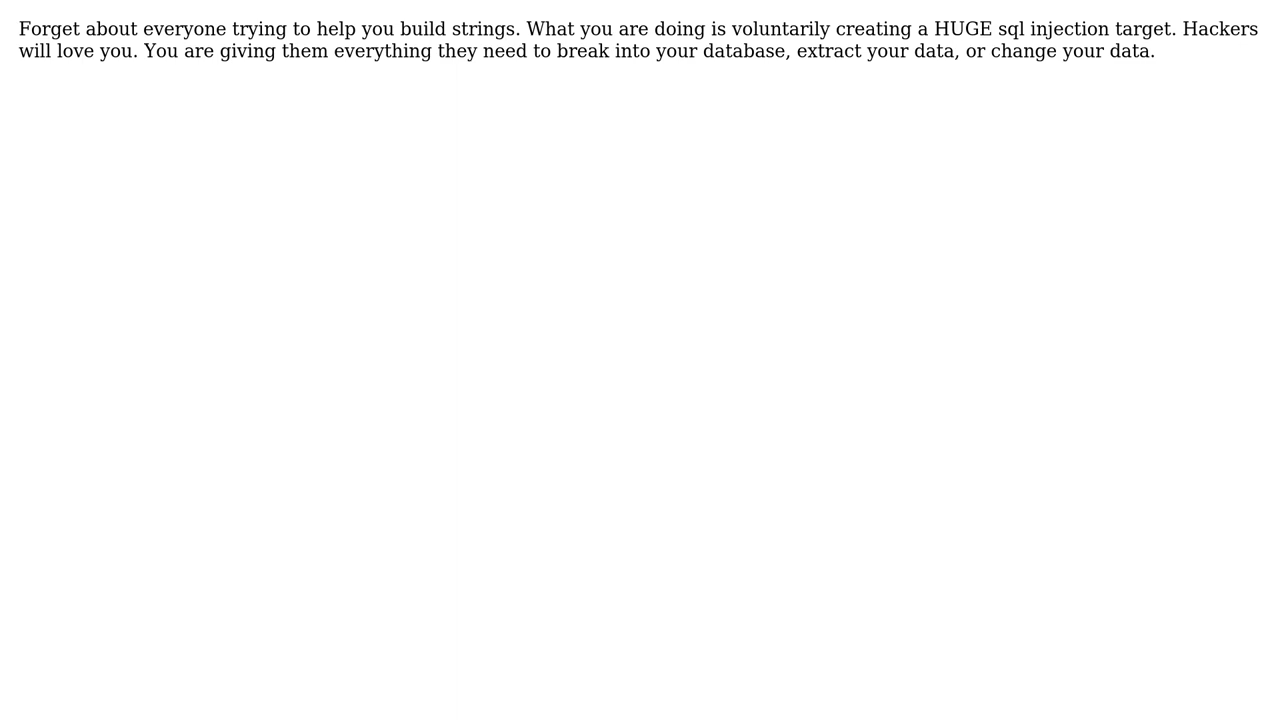 Forget about everyone trying to help you build strings. What you are doing is voluntarily creating a HUGE sql injection target. Hackers
will love you. You are giving them everything they need to break into your database, extract your data, or change your data.